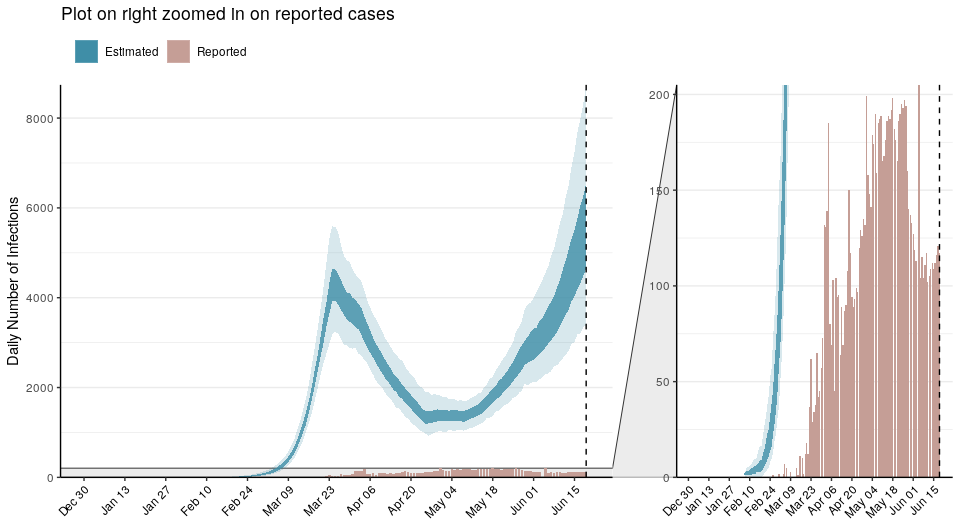 Plot on right zoomed in on reported cases
Estimated Reported
Daily Number of Infections
8000
6000
4000
2000
0
Dec 30 Jan 13 Jan 27 Feb 10 Feb 24 Mar 09 Mar 23 Apr 06 Apr 20 May 04 May 18 Jun 01 Jun 15
200
150
100
50
0
Dec 30 Jan 13 Jan 27 Feb 10 Feb 24 Mar 09 Mar 23 Apr 06 Apr 20 May 04 May 18 Jun 01 Jun 15